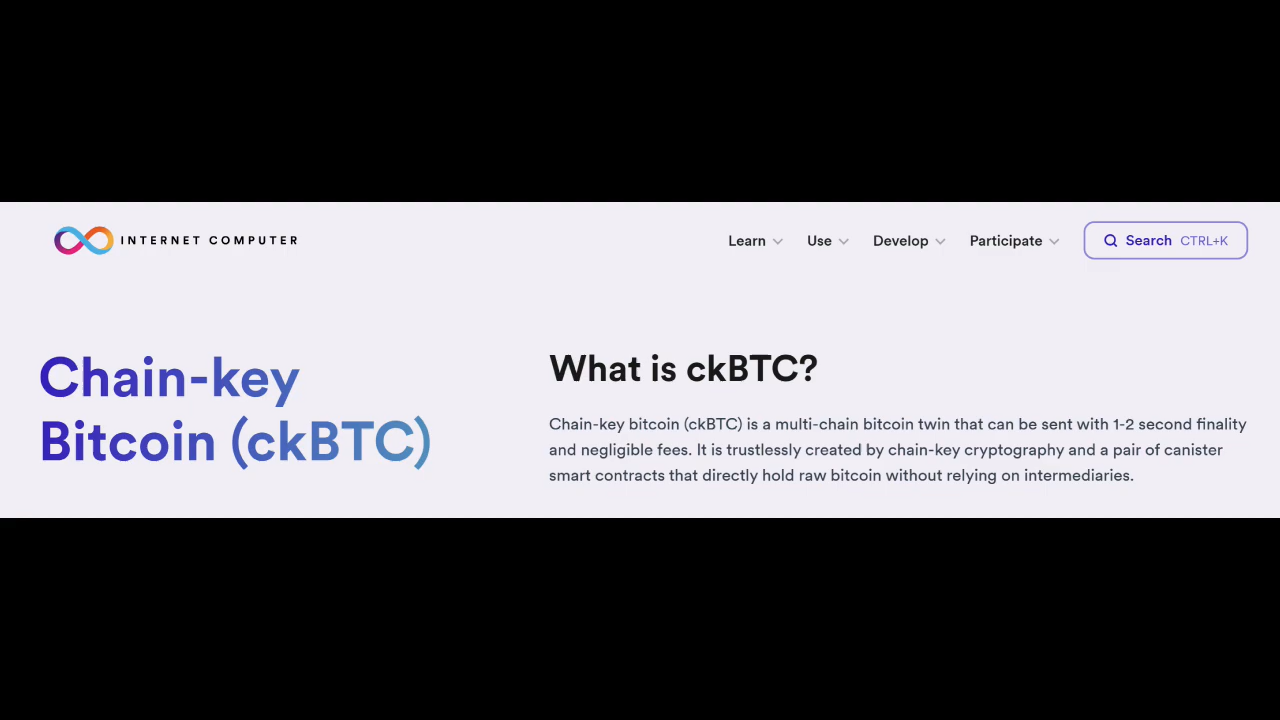 INTERNET COMPUTER
Learn Use Develop Participate Search CTRL+K
Chain-key
Bitcoin (ckBTC)
What is ckBTC?
Chain-key bitcoin (ckBTC) is a multi-chain bitcoin twin that can be sent with 1-2 second finality
and negligible fees. It is trustlessly created by chain-key cryptography and a pair of canister
smart contracts that directly hold raw bitcoin without relying on intermediaries.